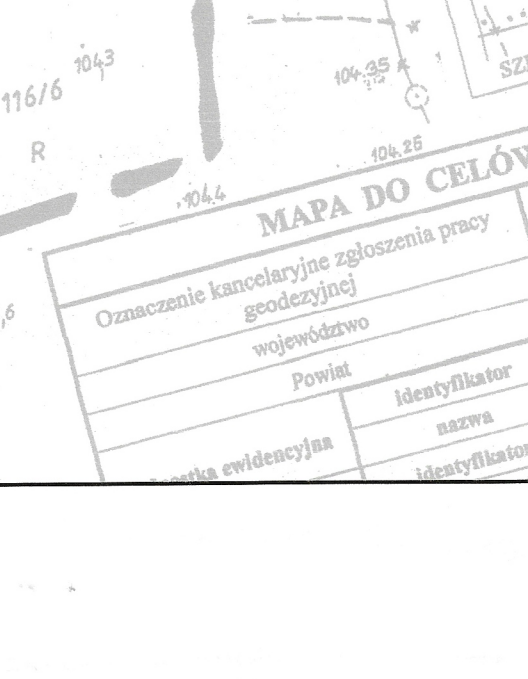 1043
116/6
104.35
R
104.26
104.4
MAPA DO CELÓW
Oznaczenie kancelaryjne zgłoszenia pracy
geodezyjnej
województwo
Powiat
identyfikator
nazwa
ewidencyjna
identyfikator